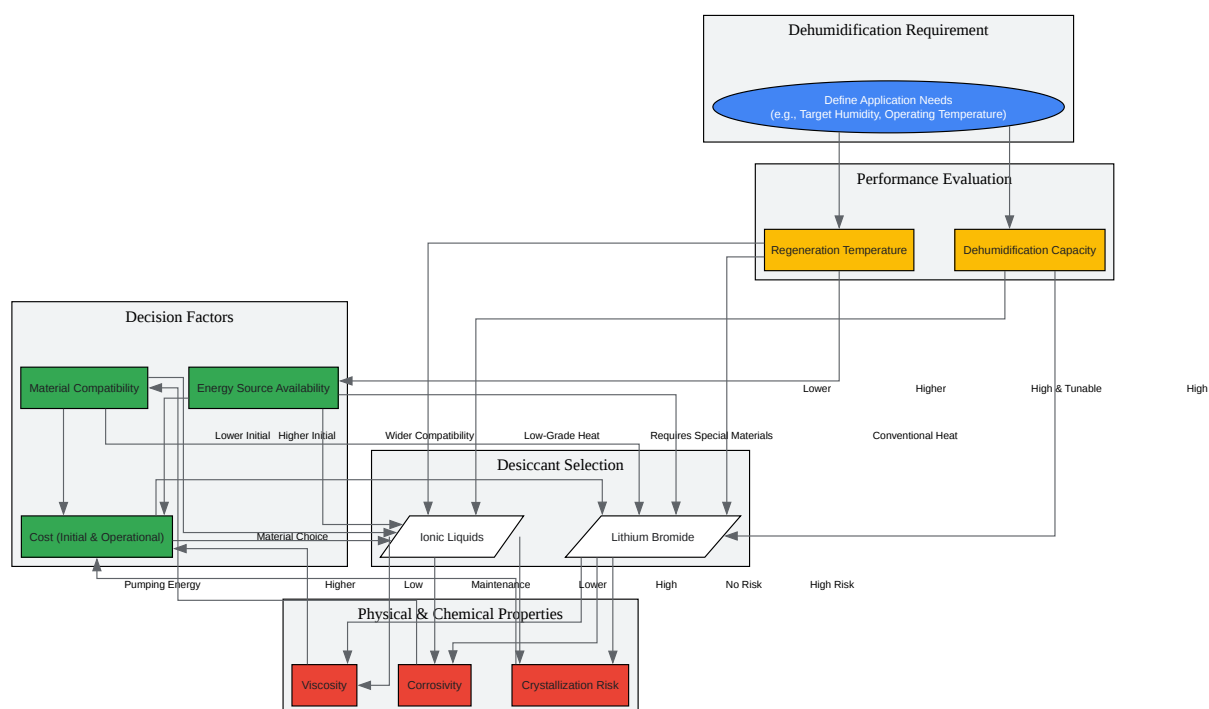 Dehumidification Requirement
Define Application Needs
(e.g., Target Humidity, Operating Temperature)
Performance Evaluation
Regeneration Temperature
Dehumidification Capacity
Decision Factors
Material Compatibility
Energy Source Availability
Lower
Higher
High & Tunable
High
Lower Initial
Higher Initial
Wider Compatibility
Low-Grade Heat
Requires Special Materials
Conventional Heat
Desiccant Selection
Cost (Initial & Operational)
Material Choice
Ionic Liquids
Lithium Bromide
Pumping Energy
Higher
Low
Maintenance
Lower
High
No Risk
High Risk
Physical & Chemical Properties
Viscosity
Corrosivity
Crystallization Risk